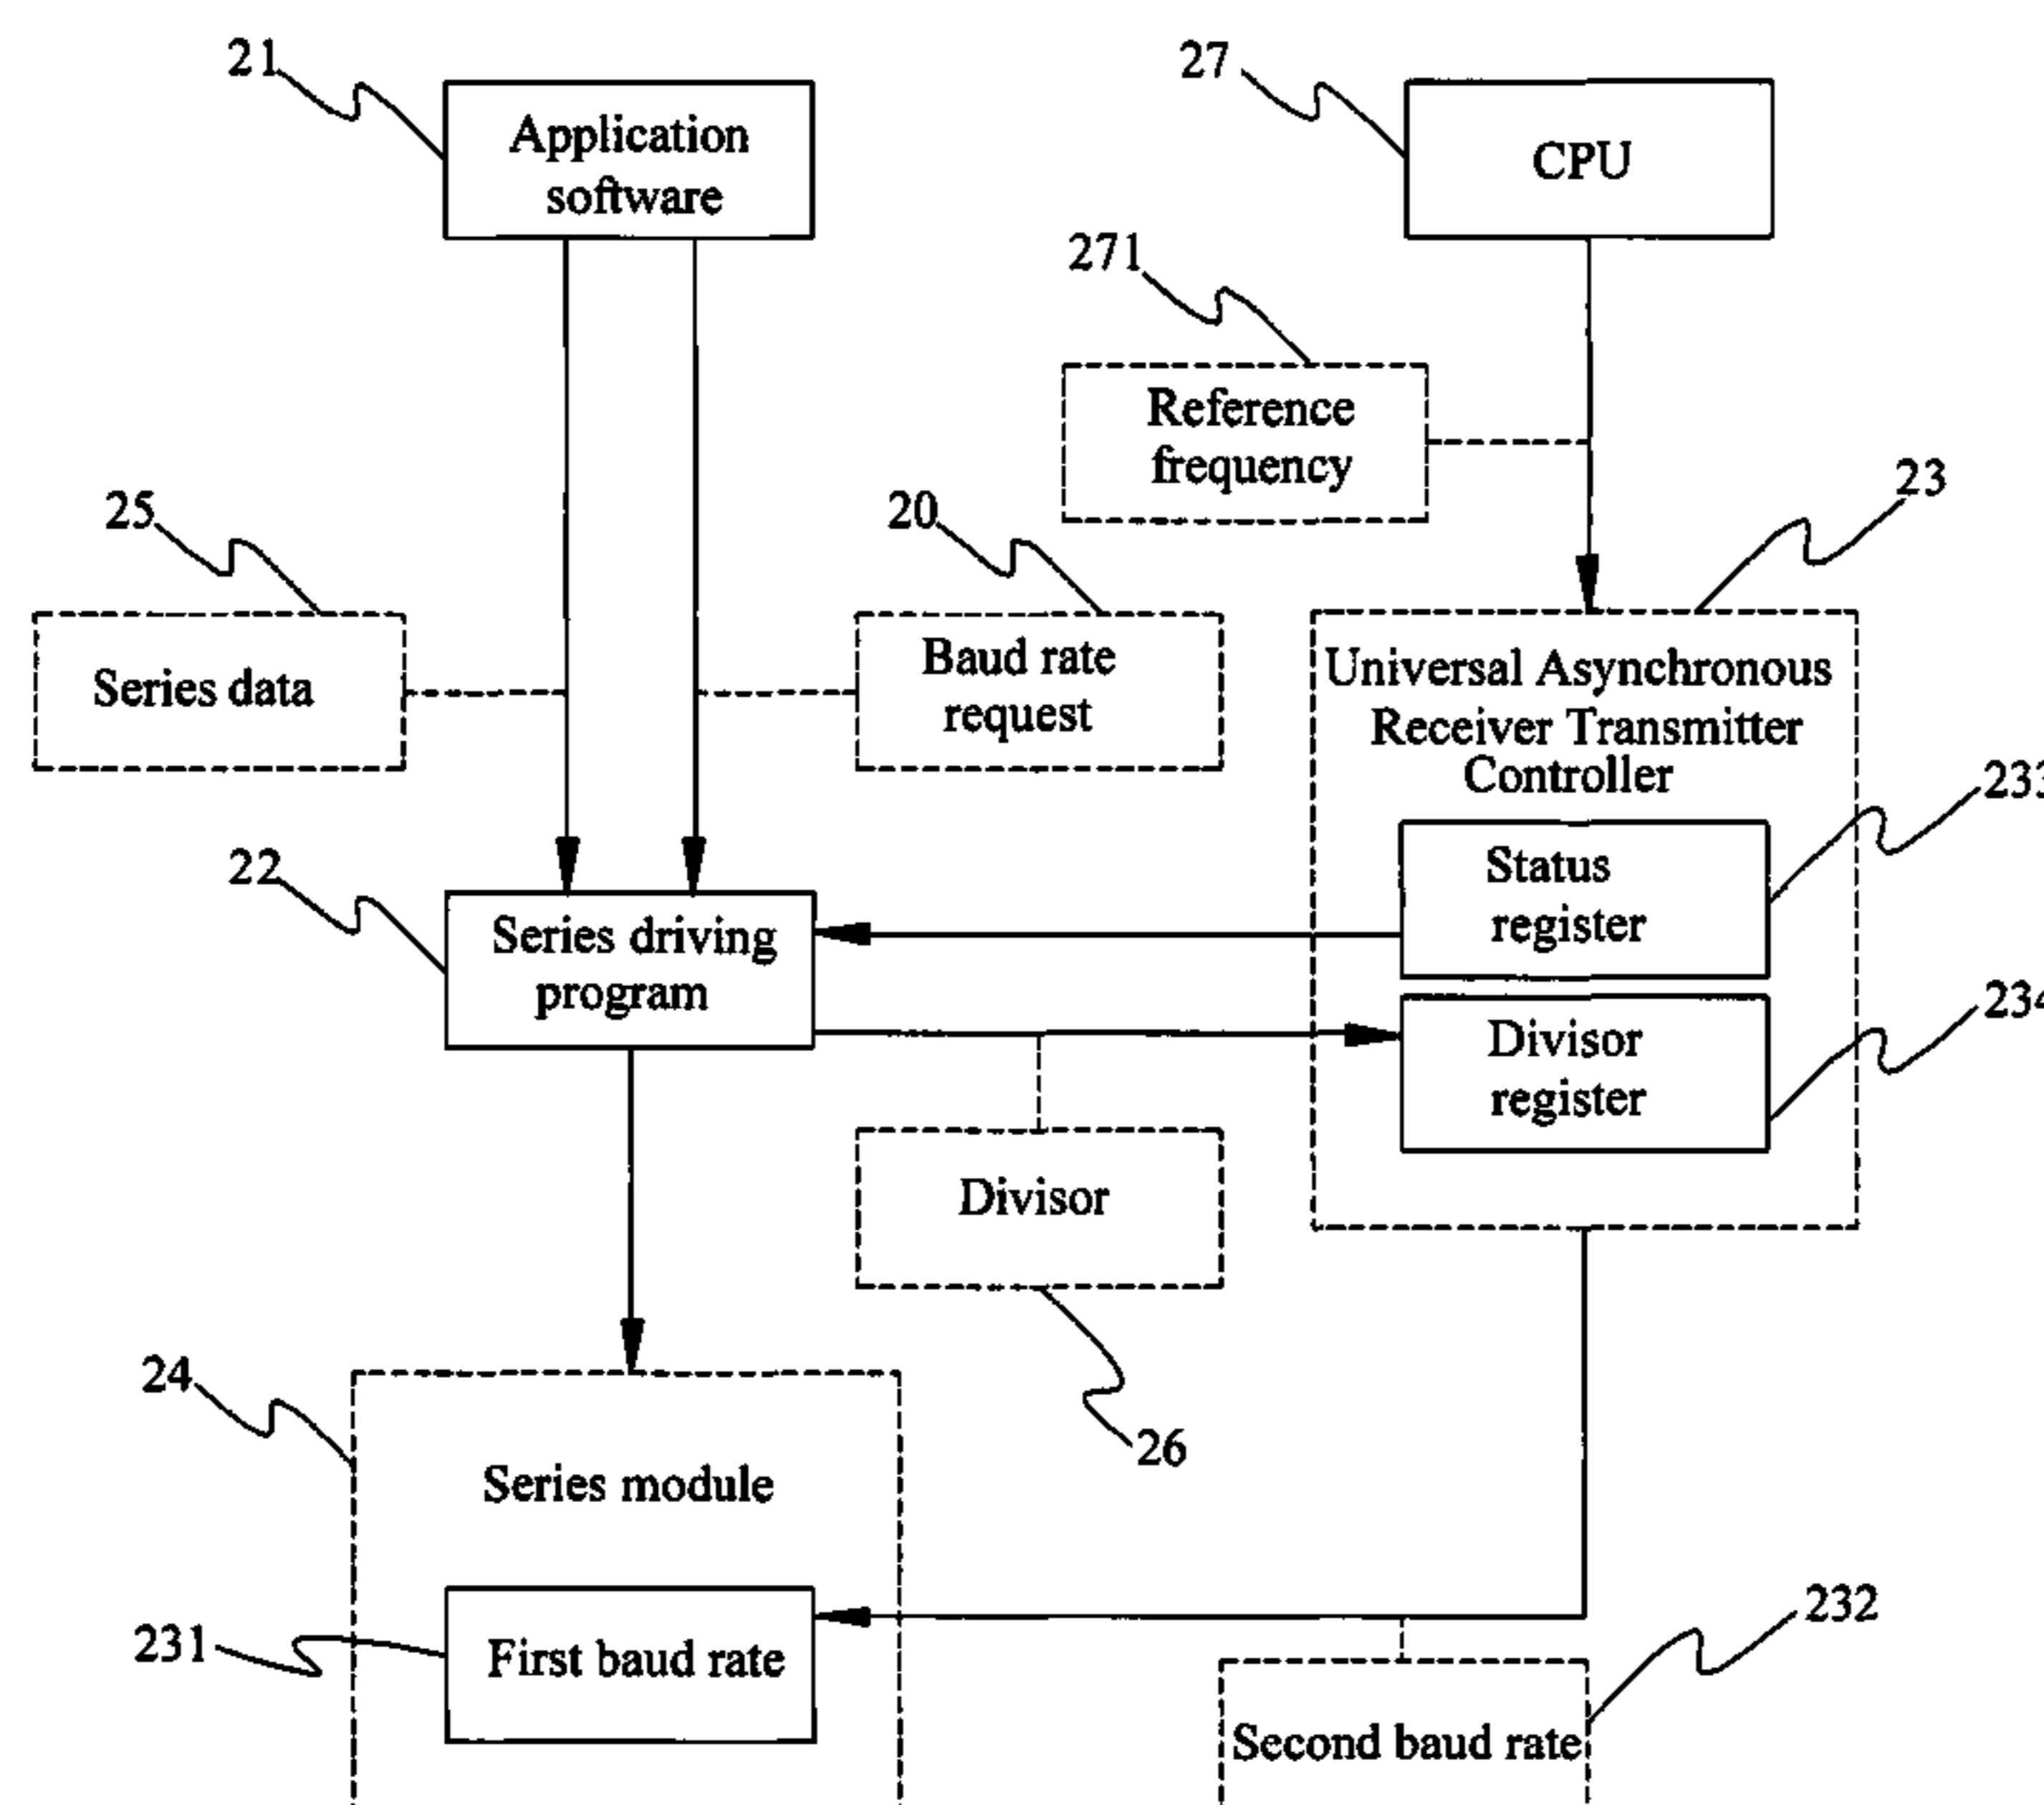 21
Application
software
27
CPU
271
Reference
frequency
23
25
Series data
20
Baud rate
request
Universal Asynchronous
Receiver Transmitter
Controller
233
Status
register
22
Series driving
program
234
Divisor
register
Divisor
26
24
Series module
231
First baud rate
232
Second baud rate